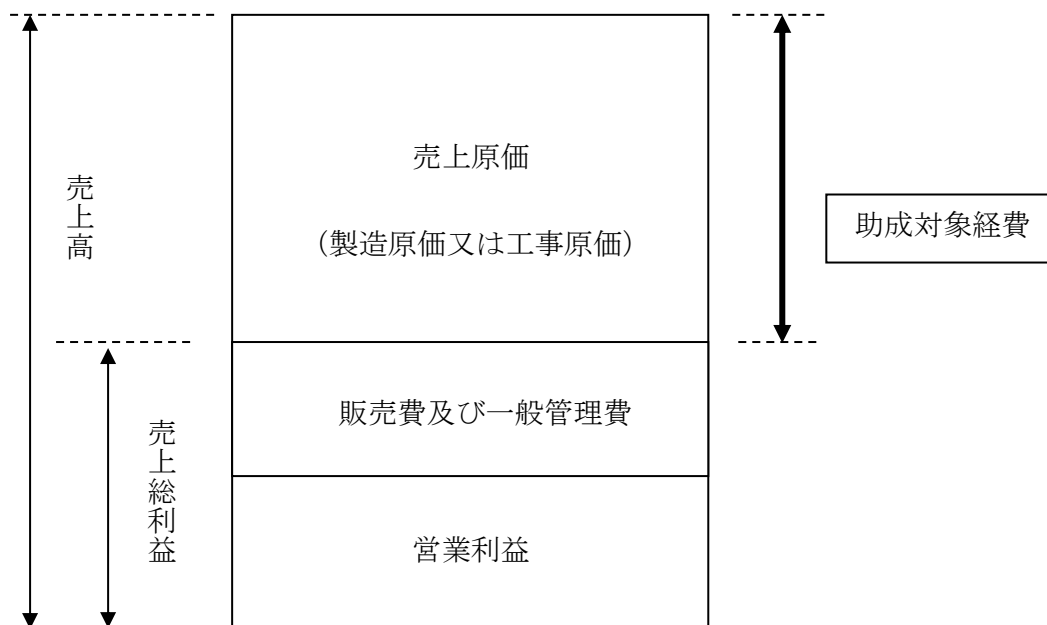 売上高
売上原価
（製造原価又は工事原価）
助成対象経費
売上総利益
販売費及び一般管理費
営業利益